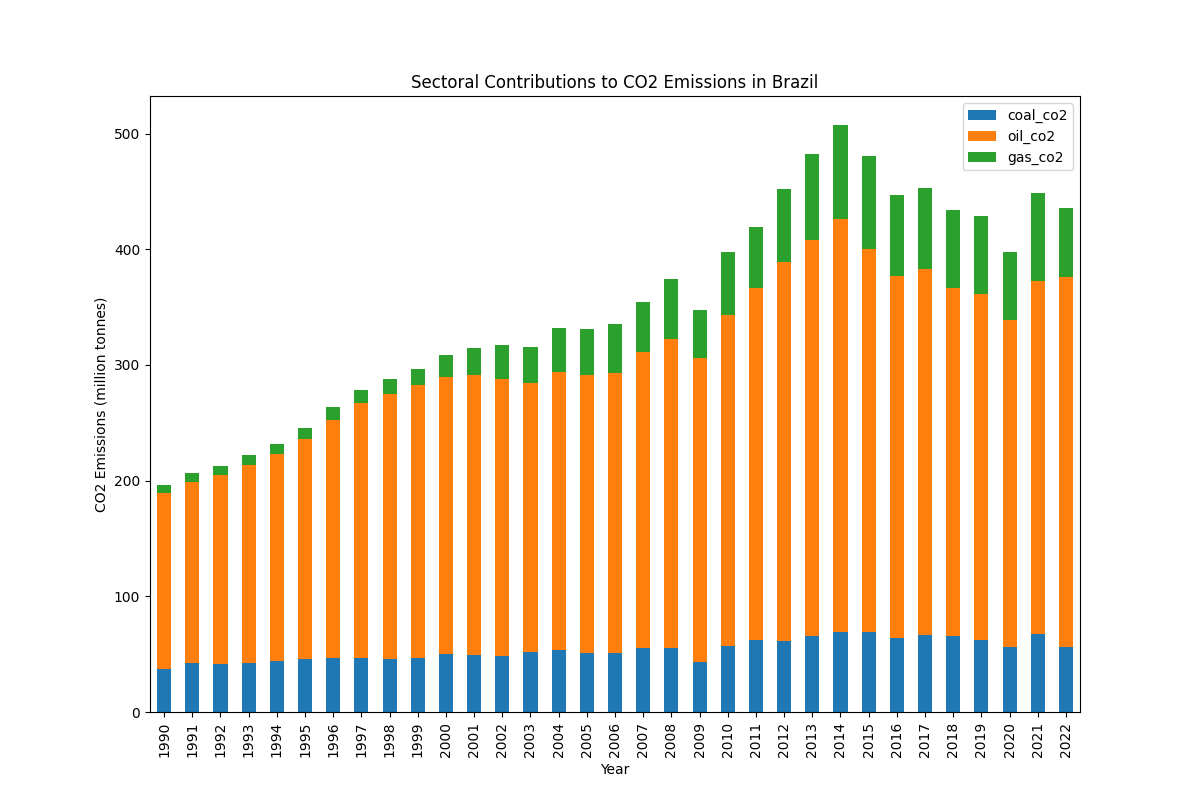 Sectoral Contributions to CO2 Emissions in Brazil
coal_co2
oil_co2
gas_co2
CO2 Emissions (million tonnes)
500
400
300
200
100
0
1990 1991 1992 1993 1994 1995 1996 1997 1998 1999 2000 2001 2002 2003 2004 2005 2006 2007 2008 2009 2010 2011 2012 2013 2014 2015 2016 2017 2018 2019 2020 2021 2022
Year